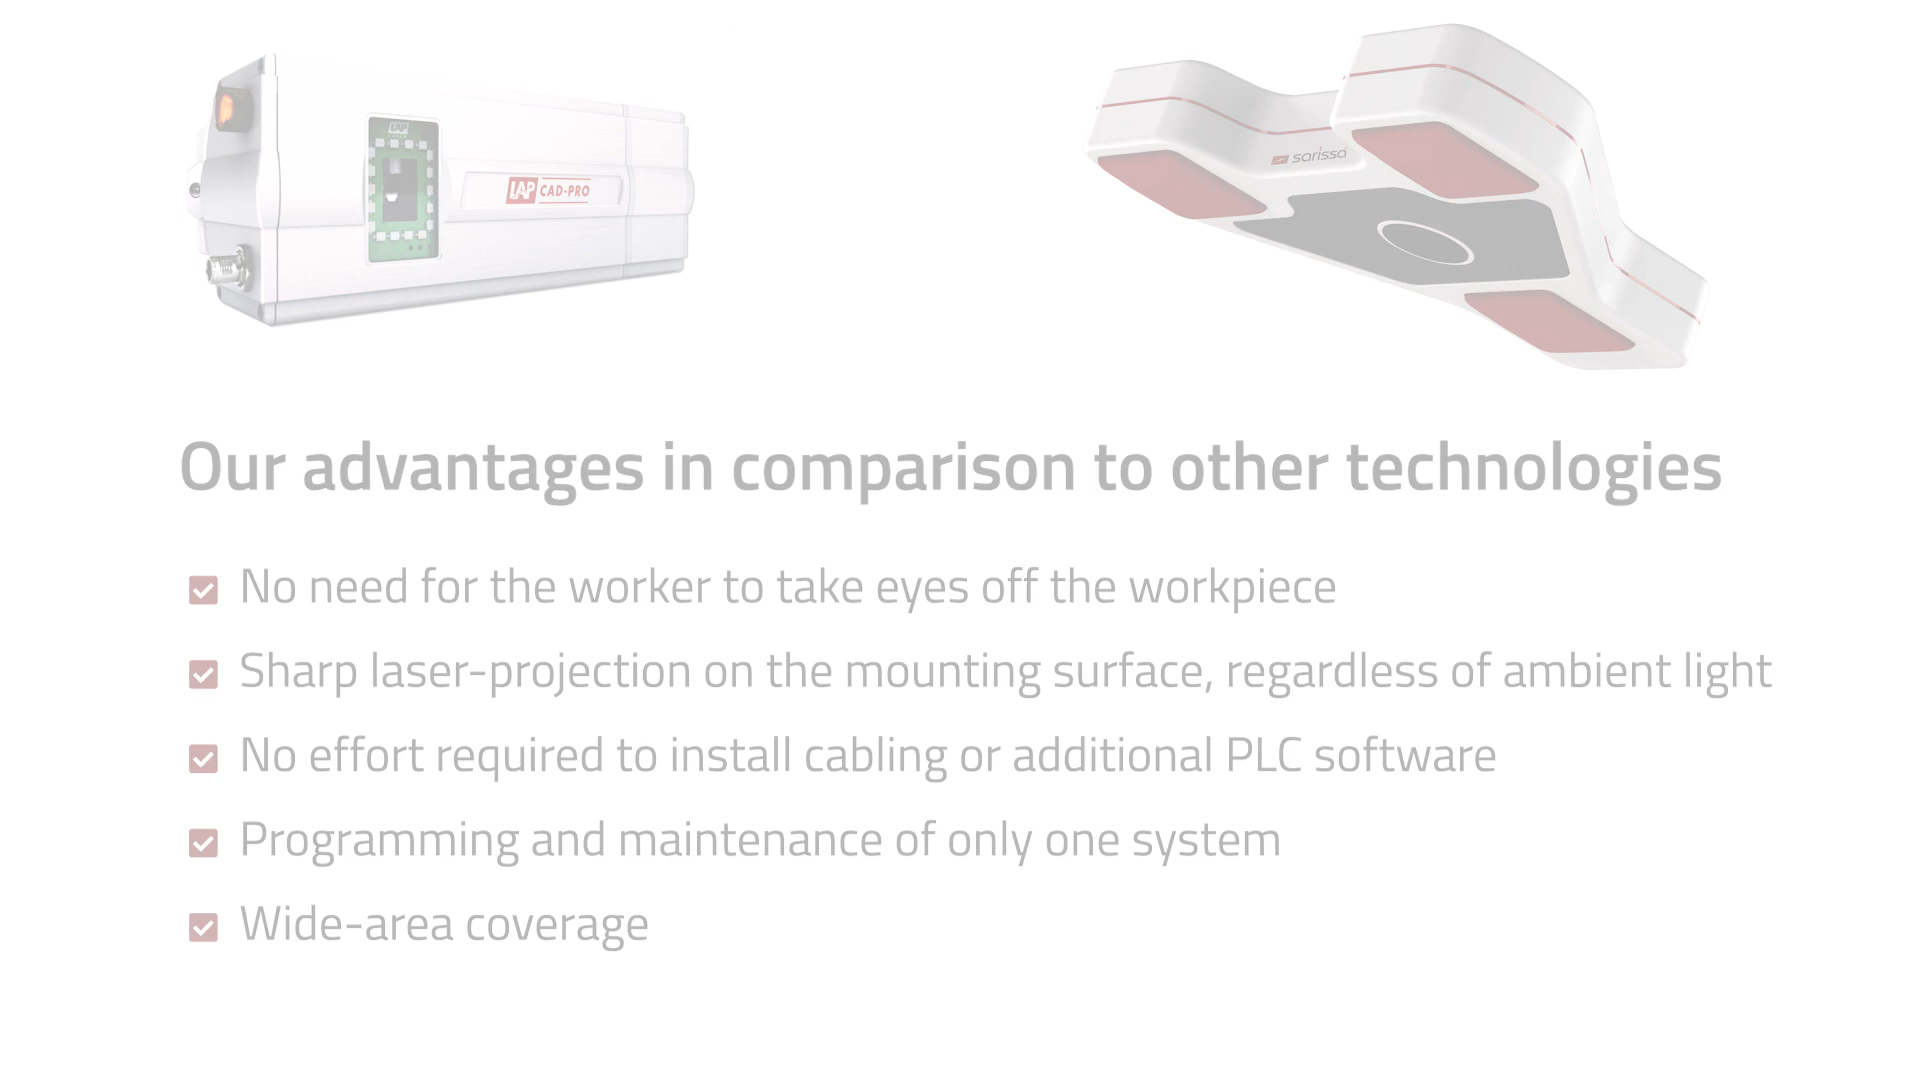 LAP
LAP CAD-PRO
sarissa
Our advantages in comparison to other technologies
No need for the worker to take eyes off the workpiece
Sharp laser-projection on the mounting surface, regardless of ambient light
No effort required to install cabling or additional PLC software
Programming and maintenance of only one system
Wide-area coverage